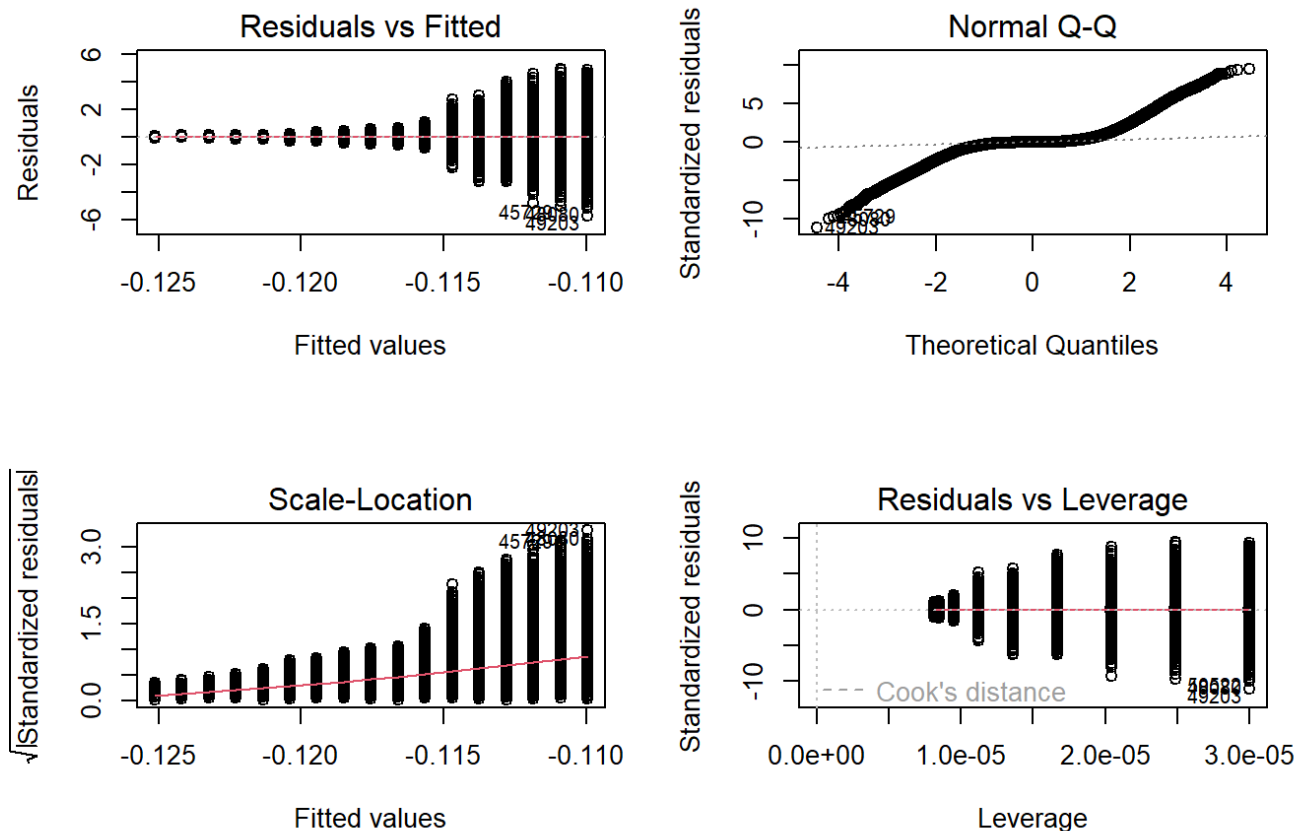 Residuals vs Fitted
Residuals
6
2
-2
-6
45729
49203
-0.125 -0.120 -0.115 -0.110
Fitted values
Normal Q-Q
Standardized residuals
5
0
-10
49203
-4 -2 0 2 4
Theoretical Quantiles
Scale-Location
√|Standardized residuals|
3.0
1.5
0.0
49203
-0.125 -0.120 -0.115 -0.110
Fitted values
Residuals vs Leverage
Standardized residuals
10
0
-10
49203
Cook's distance
0.0e+00 1.0e-05 2.0e-05 3.0e-05
Leverage